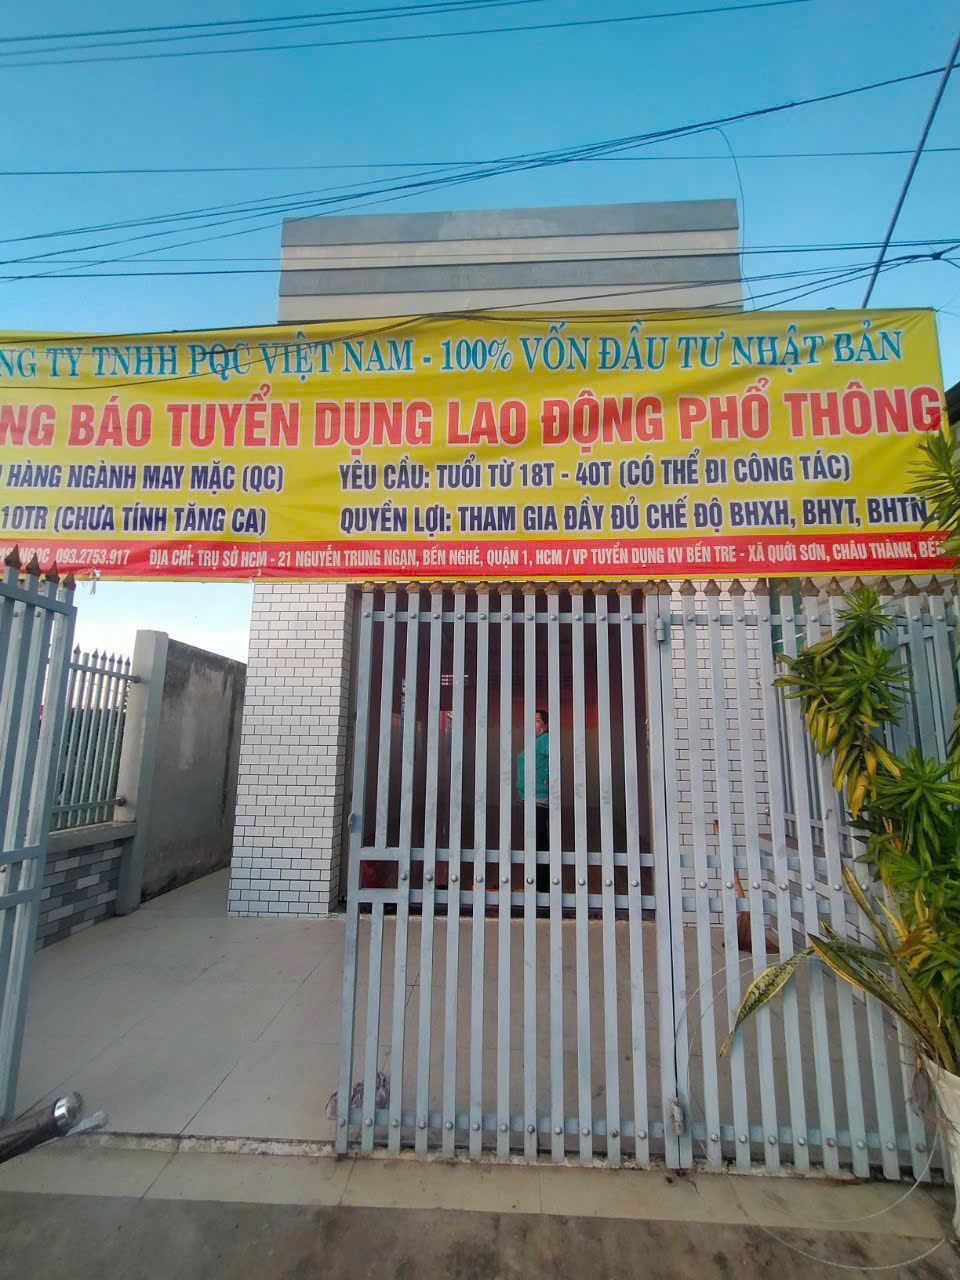 TY TNHH PQC VIỆT NAM - 100% VỐN ĐẦU TƯ NHẬT BẢN
BÁO TUYỂN DỤNG LAO ĐỘNG PHỔ THÔNG
HÀNG NGÀNH MAY MẶC (QC) YÊU CẦU: TUỔI TỪ 18T - 40T (CÓ THỂ ĐI CÔNG TÁC)
10TR (CHƯA TÍNH TĂNG CA) QUYỀN LỢI: THAM GIA ĐẦY ĐỦ CHẾ ĐỘ BHXH, BHYT, BHTN
093.2753.917 ĐỊA CHỈ: TRỤ SỞ HCM - 21 NGUYỄN TRUNG NGẠN, BẾN NGHÉ, QUẬN 1, HCM / VP TUYỂN DỤNG KV BẾN TRE - XÃ QUỚI SƠN, CHÂU THÀNH,